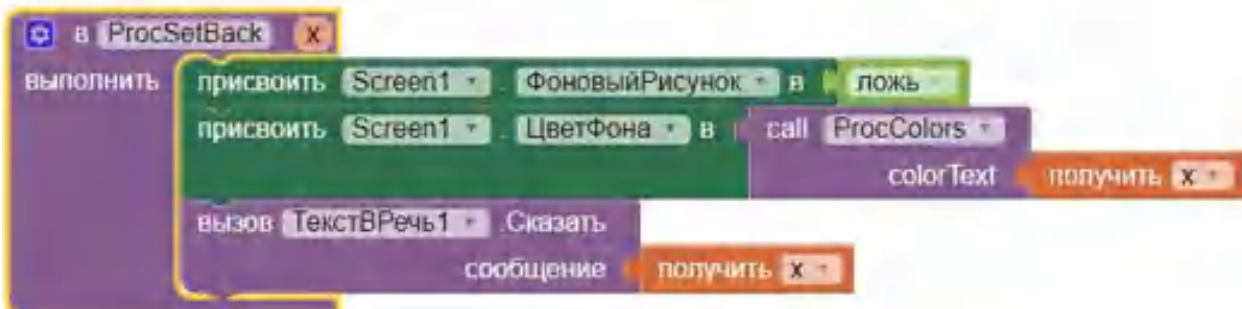 в ProcSetBack x
выполнить присвоить Screen1 . ФоновыйРисунок в ложь
присвоить Screen1 . ЦветФона в call ProcColors
colorText получить x
вызов ТекстВРечь1 .Сказать
сообщение получить x